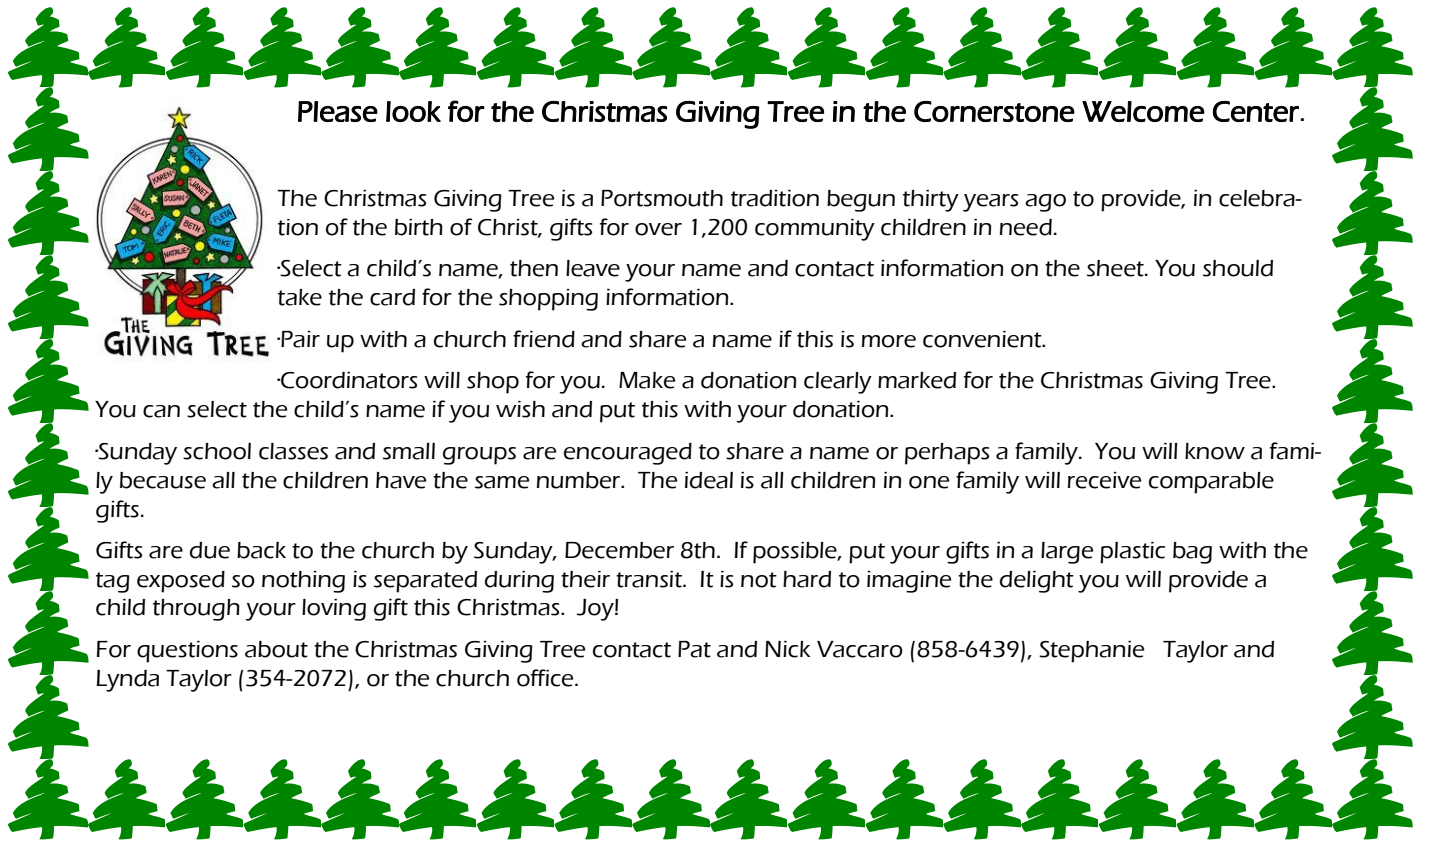 Please look for the Christmas Giving Tree in the Cornerstone Welcome Center.
RICK
KAREN
JANET
SUSAN
SALLY
FLETA
ERIC
BETH
TOM
MIKE
NATALIE
THE
GIVING TREE
The Christmas Giving Tree is a Portsmouth tradition begun thirty years ago to provide, in celebra-
tion of the birth of Christ, gifts for over 1,200 community children in need.
·Select a child's name, then leave your name and contact information on the sheet. You should
take the card for the shopping information.
·Pair up with a church friend and share a name if this is more convenient.
·Coordinators will shop for you.  Make a donation clearly marked for the Christmas Giving Tree.
You can select the child's name if you wish and put this with your donation.
·Sunday school classes and small groups are encouraged to share a name or perhaps a family.  You will know a fami-
ly because all the children have the same number.  The ideal is all children in one family will receive comparable
gifts.
Gifts are due back to the church by Sunday, December 8th.  If possible, put your gifts in a large plastic bag with the
tag exposed so nothing is separated during their transit.  It is not hard to imagine the delight you will provide a
child through your loving gift this Christmas.  Joy!
For questions about the Christmas Giving Tree contact Pat and Nick Vaccaro (858-6439), Stephanie   Taylor and
Lynda Taylor (354-2072), or the church office.